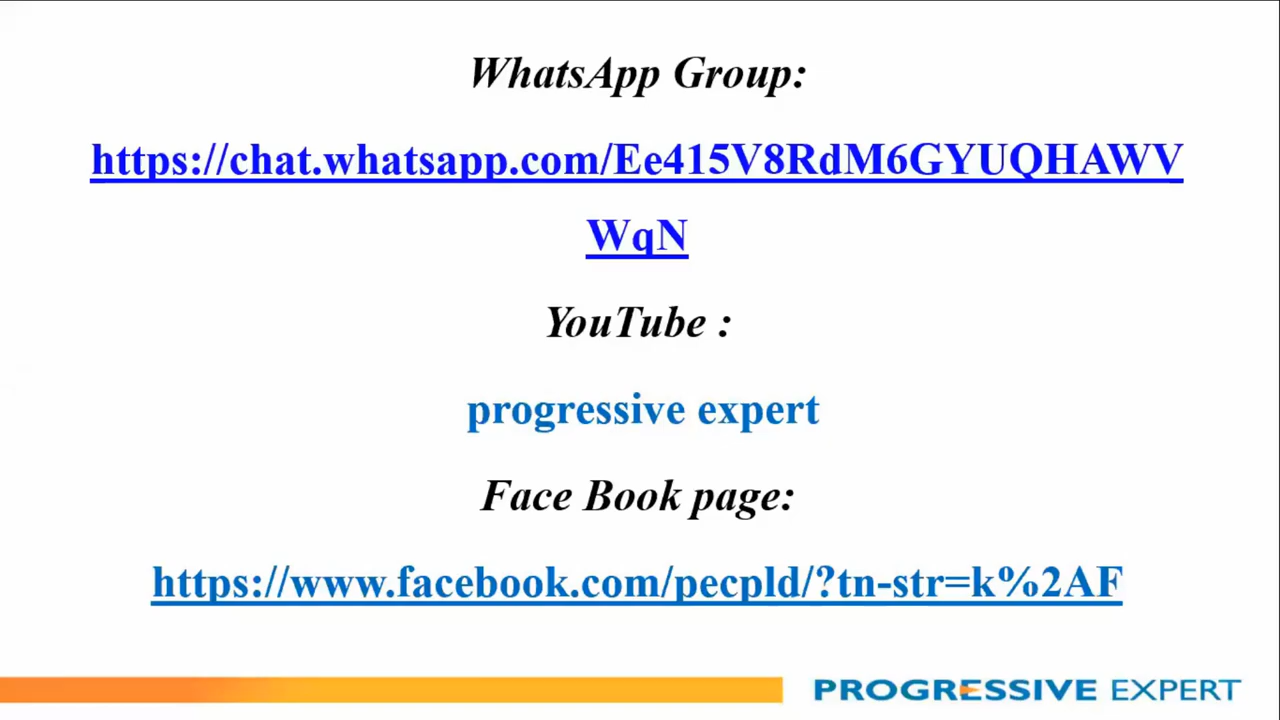 WhatsApp Group:
https://chat.whatsapp.com/Ee415V8RdM6GYUQHAWV
WqN
YouTube :
progressive expert
Face Book page:
https://www.facebook.com/pecpld/?tn-str=k%2AF
PROGRESSIVE EXPERT